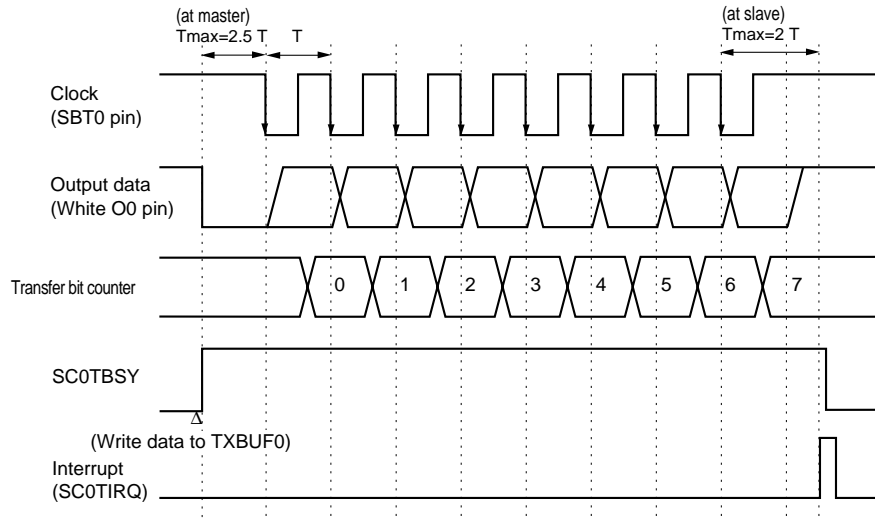 (at master)
Tmax=2.5 T
T
(at slave)
Tmax=2 T
Clock
(SBT0 pin)
Output data
(White O0 pin)
Transfer bit counter
0 1 2 3 4 5 6 7
SC0TBSY
Δ
(Write data to TXBUF0)
Interrupt
(SC0TIRQ)